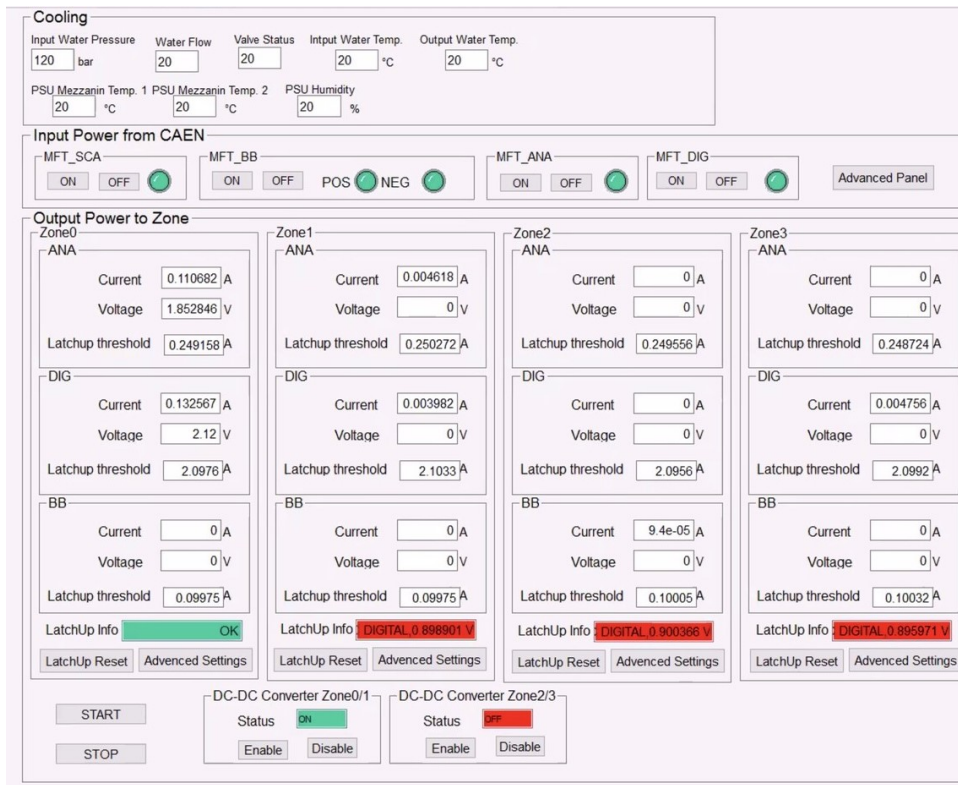 Cooling
Input Water Pressure Water Flow Valve Status Intput Water Temp. Output Water Temp.
120 bar 20 20 20 °C 20 °C
PSU Mezzanin Temp. 1 PSU Mezzanin Temp. 2 PSU Humidity
20 °C 20 °C 20 %
Input Power from CAEN
MFT_SCA MFT_BB MFT_ANA MFT_DIG
ON OFF ON OFF POS NEG ON OFF ON OFF Advanced Panel
Output Power to Zone
Zone0 Zone1 Zone2 Zone3
ANA ANA ANA ANA
Current 0.110682 A Current 0.004618 A Current 0 A Current 0 A
Voltage 1.852846 V Voltage 0 V Voltage 0 V Voltage 0 V
Latchup threshold 0.249158 A Latchup threshold 0.250272 A Latchup threshold 0.249556 A Latchup threshold 0.248724 A
DIG DIG DIG DIG
Current 0.132567 A Current 0.003982 A Current 0 A Current 0.004756 A
Voltage 2.12 V Voltage 0 V Voltage 0 V Voltage 0 V
Latchup threshold 2.0976 A Latchup threshold 2.1033 A Latchup threshold 2.0956 A Latchup threshold 2.0992 A
BB BB BB BB
Current 0 A Current 0 A Current 9.4e-05 A Current 0 A
Voltage 0 V Voltage 0 V Voltage 0 V Voltage 0 V
Latchup threshold 0.09975 A Latchup threshold 0.09975 A Latchup threshold 0.10005 A Latchup threshold 0.10032 A
LatchUp Info OK LatchUp Info : DIGITAL,0.898901 V LatchUp Info : DIGITAL,0.900366 V LatchUp Info : DIGITAL,0.895971 V
LatchUp Reset Advenced Settings LatchUp Reset Advenced Settings LatchUp Reset Advenced Settings LatchUp Reset Advenced Settings
DC-DC Converter Zone0/1 DC-DC Converter Zone2/3
START Status ON Status OFF
STOP Enable Disable Enable Disable